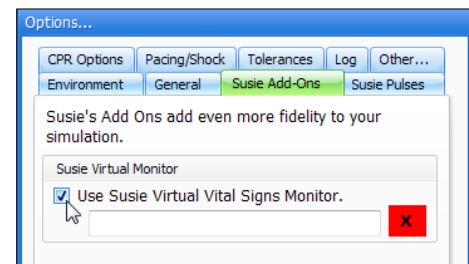 Options...
CPR Options Pacing/Shock Tolerances Log Other...
Environment General Susie Add-Ons Susie Pulses
Susie's Add Ons add even more fidelity to your
simulation.
Susie Virtual Monitor
Use Susie Virtual Vital Signs Monitor.
X